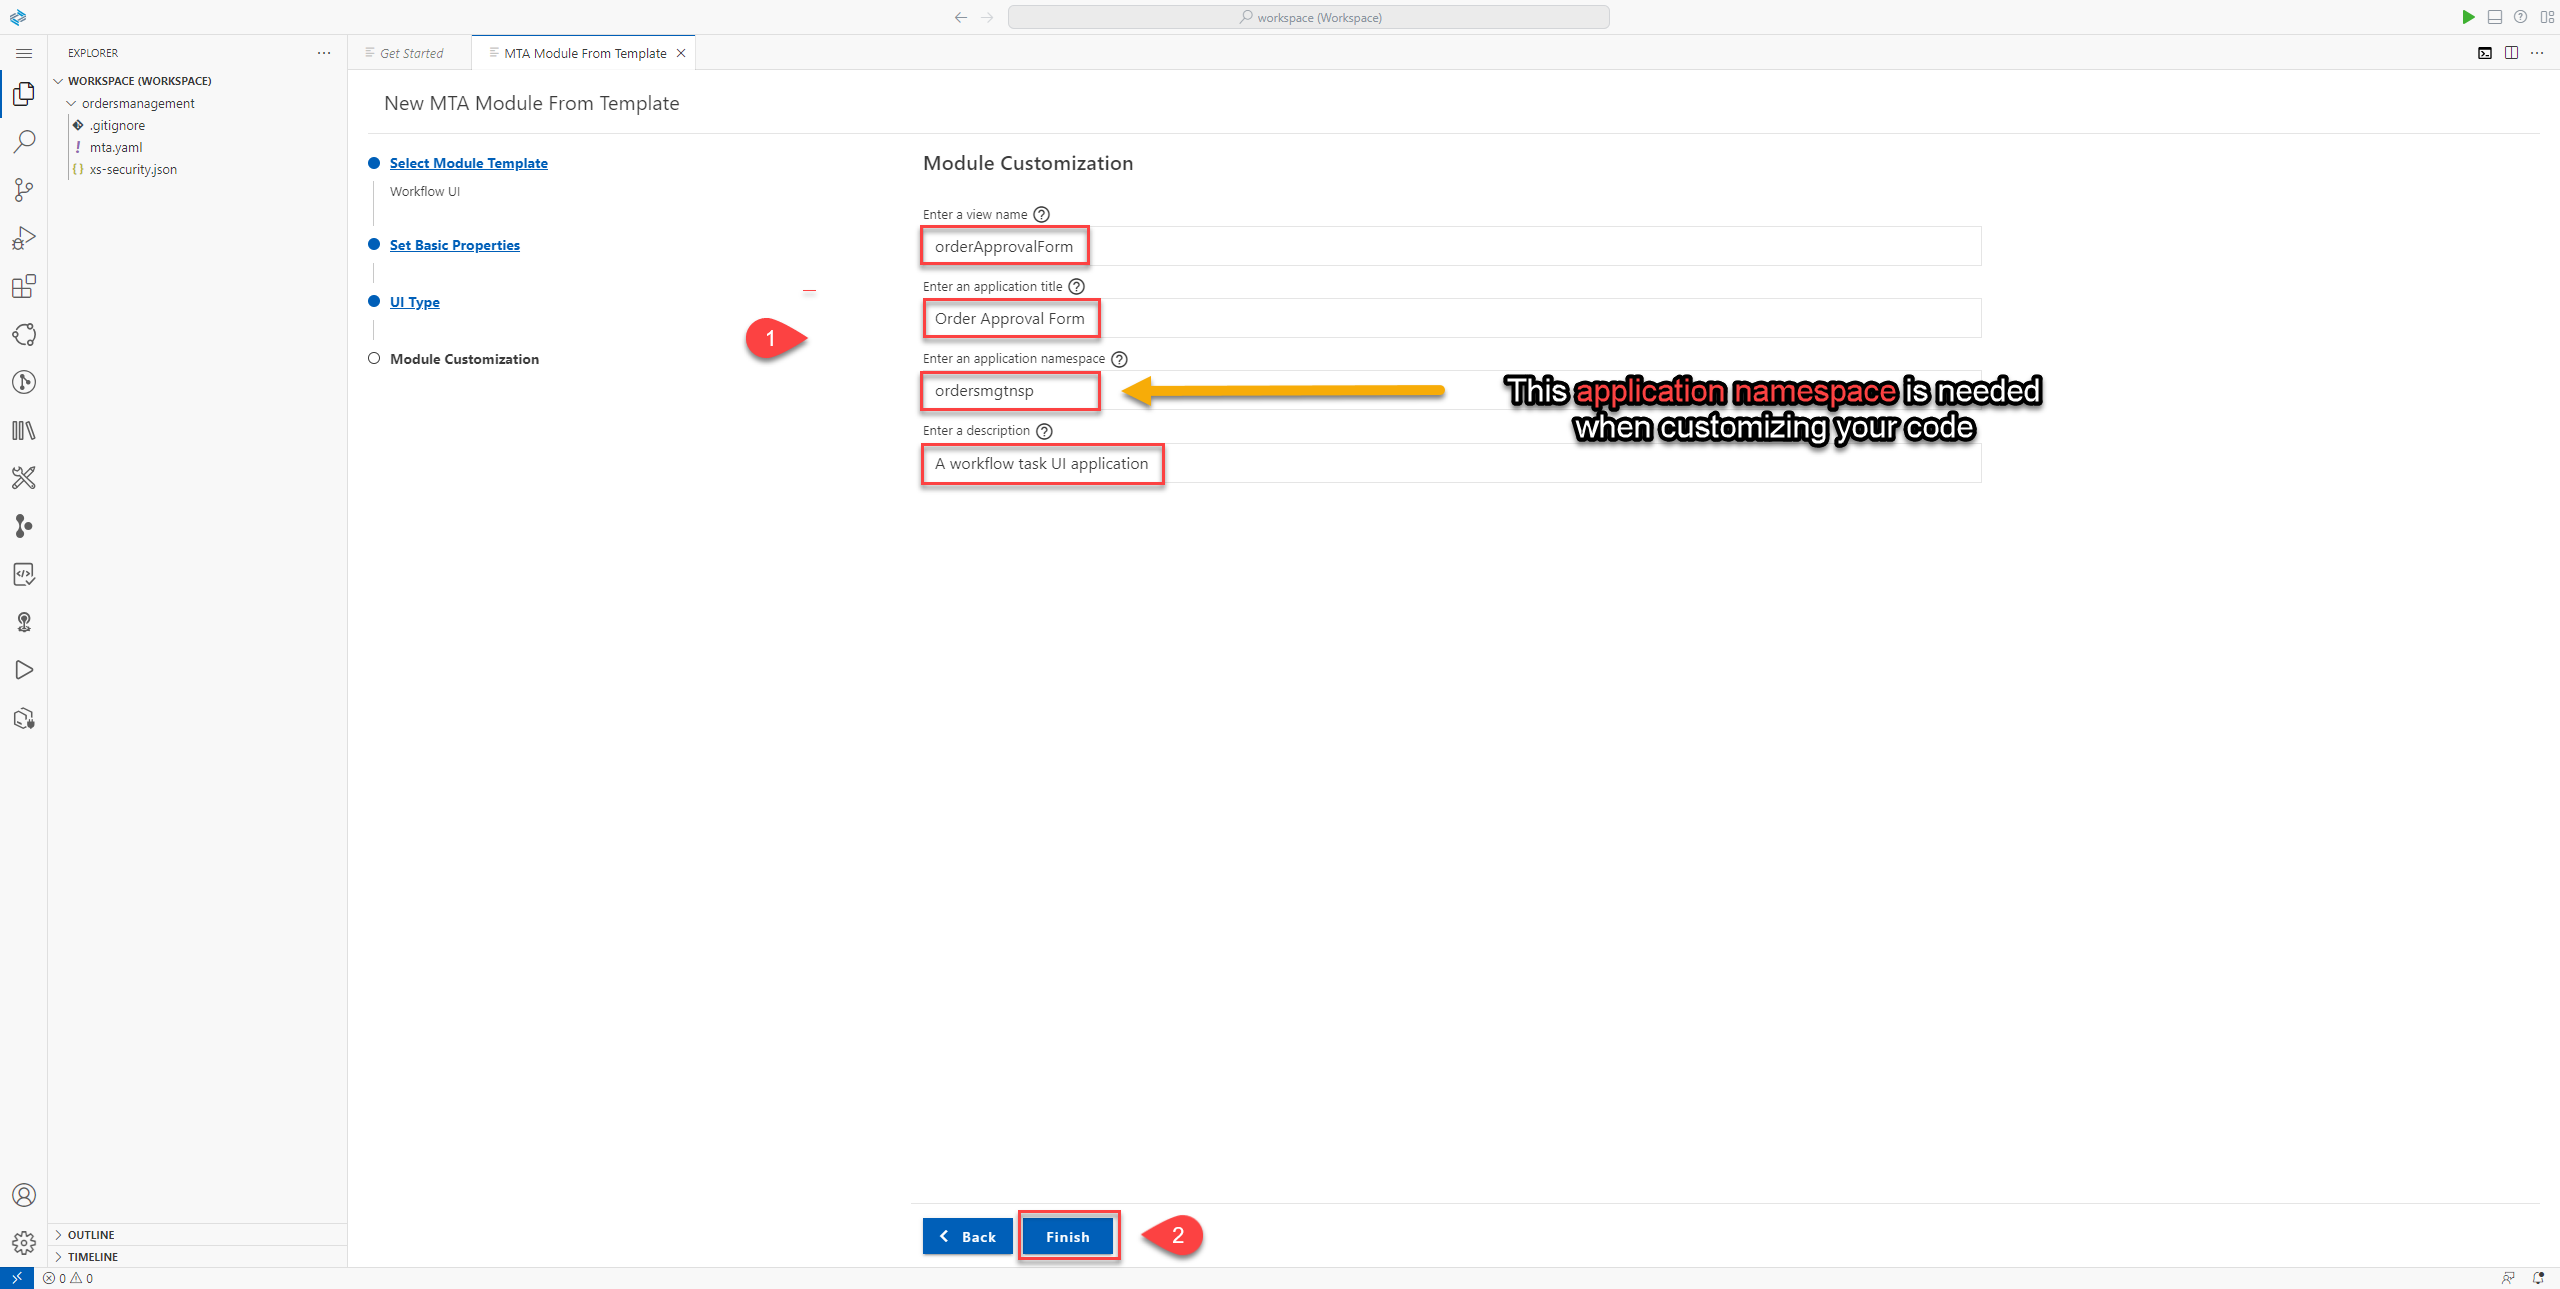 workspace (Workspace)
EXPLORER
WORKSPACE (WORKSPACE)
ordersmanagement
.gitignore
mta.yaml
xs-security.json
Get Started
MTA Module From Template
New MTA Module From Template
Select Module Template
Workflow UI
Set Basic Properties
UI Type
Module Customization
1
Module Customization
Enter a view name
orderApprovalForm
Enter an application title
Order Approval Form
Enter an application namespace
ordersmgtnsp
This application namespace is needed
when customizing your code
Enter a description
A workflow task UI application
Back
Finish
2
OUTLINE
TIMELINE
0 0